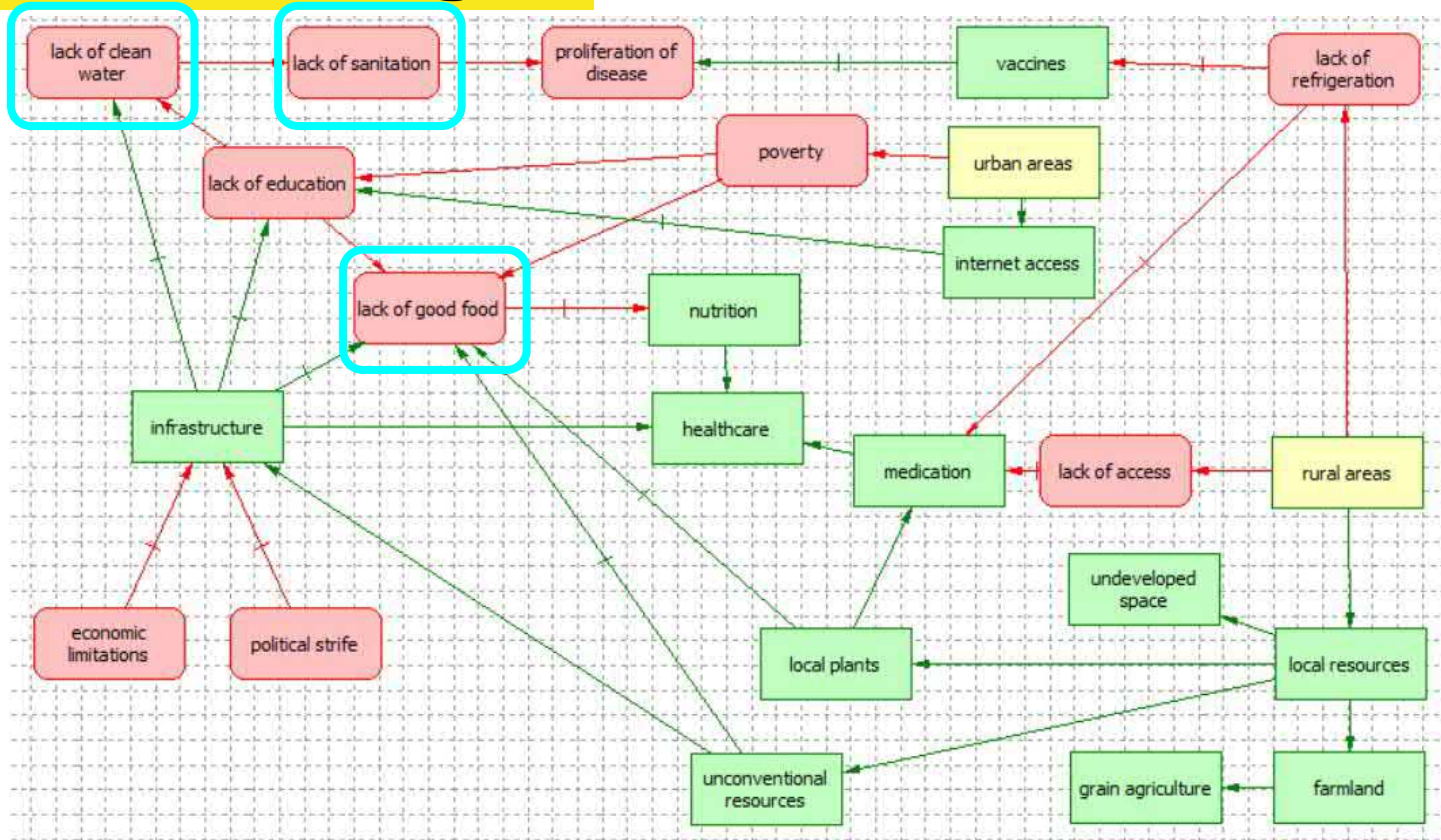 lack of clean
water
lack of sanitation
proliferation of
disease
vaccines
lack of
refrigeration
poverty
urban areas
lack of education
internet access
lack of good food
nutrition
infrastructure
healthcare
medication
lack of access
rural areas
undeveloped
space
economic
limitations
political strife
local plants
local resources
unconventional
resources
grain agriculture
farmland